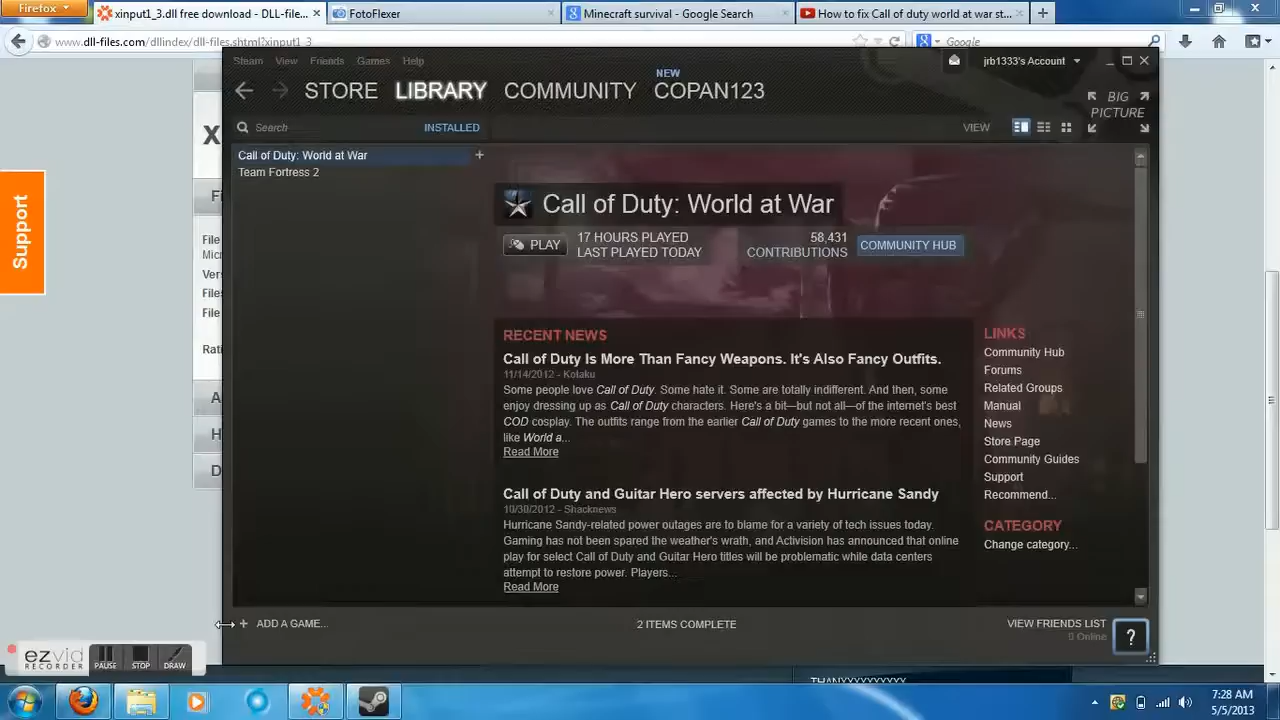 Firefox
xinput1_3.dll free download - DLL-file...
FotoFlexer
Minecraft survival - Google Search
How to fix Call of duty world at war st...
www.dll-files.com/dllindex/dll-files.shtml?xinput1_3
Google
Steam View Friends Games Help
jrb1333's Account
STORE LIBRARY COMMUNITY NEW COPAN123
BIG PICTURE
Search
INSTALLED
VIEW
Call of Duty: World at War
Team Fortress 2
Call of Duty: World at War
PLAY
17 HOURS PLAYED
LAST PLAYED TODAY
58,431
CONTRIBUTIONS
COMMUNITY HUB
RECENT NEWS
Call of Duty Is More Than Fancy Weapons. It's Also Fancy Outfits.
11/14/2012 - Kotaku
Some people love Call of Duty. Some hate it. Some are totally indifferent. And then, some
enjoy dressing up as Call of Duty characters. Here's a bit—but not all—of the internet's best
COD cosplay. The outfits range from the earlier Call of Duty games to the more recent ones,
like World a...
Read More
Call of Duty and Guitar Hero servers affected by Hurricane Sandy
10/30/2012 - Shacknews
Hurricane Sandy-related power outages are to blame for a variety of tech issues today.
Gaming has not been spared the weather's wrath, and Activision has announced that online
play for select Call of Duty and Guitar Hero titles will be problematic while data centers
attempt to restore power. Players...
Read More
LINKS
Community Hub
Forums
Related Groups
Manual
News
Store Page
Community Guides
Support
Recommend...
CATEGORY
Change category...
+ ADD A GAME...
2 ITEMS COMPLETE
VIEW FRIENDS LIST
0 Online
?
Support
X
File
Micr
Vers
Files
File
Rati
A
H
D
ezvid
RECORDER
PAUSE
STOP
DRAW
7:28 AM
5/5/2013